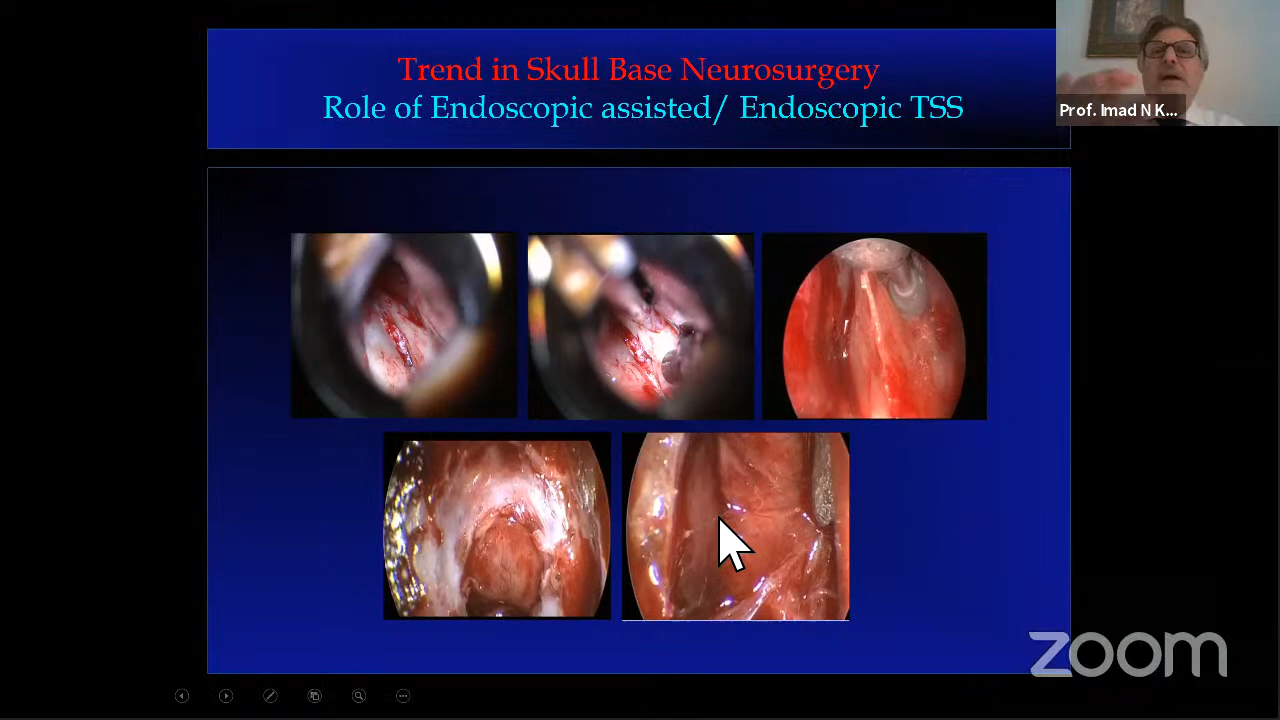 Trend in Skull Base Neurosurgery
Role of Endoscopic assisted/ Endoscopic TSS
Prof. Imad N K...
zoom